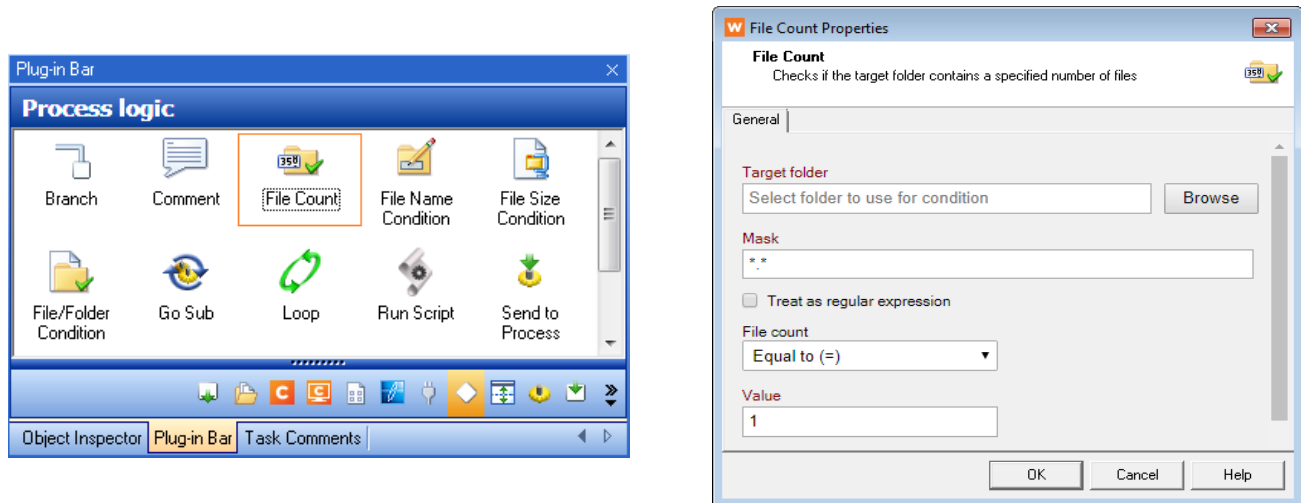 Plug-in Bar
Process logic
Branch
Comment
358
File Count
File Name
Condition
File Size
Condition
File/Folder
Condition
Go Sub
Loop
Run Script
Send to
Process
C
C
Object Inspector
Plug-in Bar
Task Comments
W File Count Properties
File Count
Checks if the target folder contains a specified number of files
358
General
Target folder
Select folder to use for condition
Browse
Mask
*.*
Treat as regular expression
File count
Equal to (=)
Value
1
OK
Cancel
Help